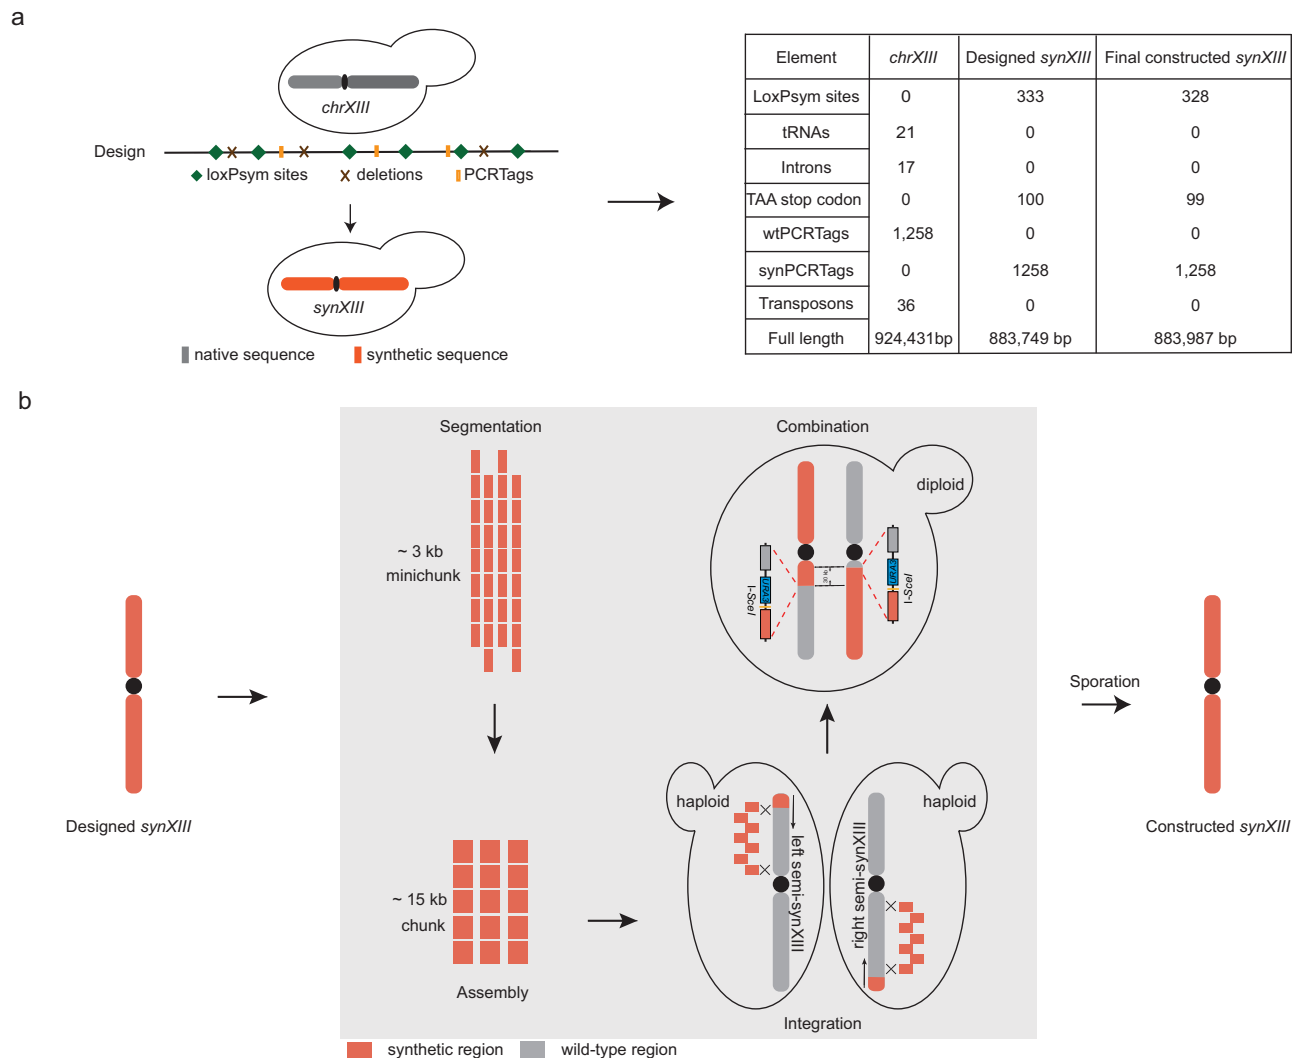 a
chrXIII
Design
loxPsym sites
deletions
PCRTags
synXIII
native sequence
synthetic sequence
Element chrXIII Designed synXIII Final constructed synXIII
LoxPsym sites 0 333 328
tRNAs 21 0 0
Introns 17 0 0
TAA stop codon 0 100 99
wtPCRTags 1,258 0 0
synPCRTags 0 1258 1,258
Transposons 36 0 0
Full length 924,431bp 883,749 bp 883,987 bp
b
Designed synXIII
Segmentation
~ 3 kb
minichunk
~ 15 kb
chunk
Assembly
Combination
diploid
URA3
I-SceI
30 kb
URA3
I-SceI
haploid
left semi-synXIII
haploid
right semi-synXIII
Integration
Sporation
Constructed synXIII
synthetic region
wild-type region